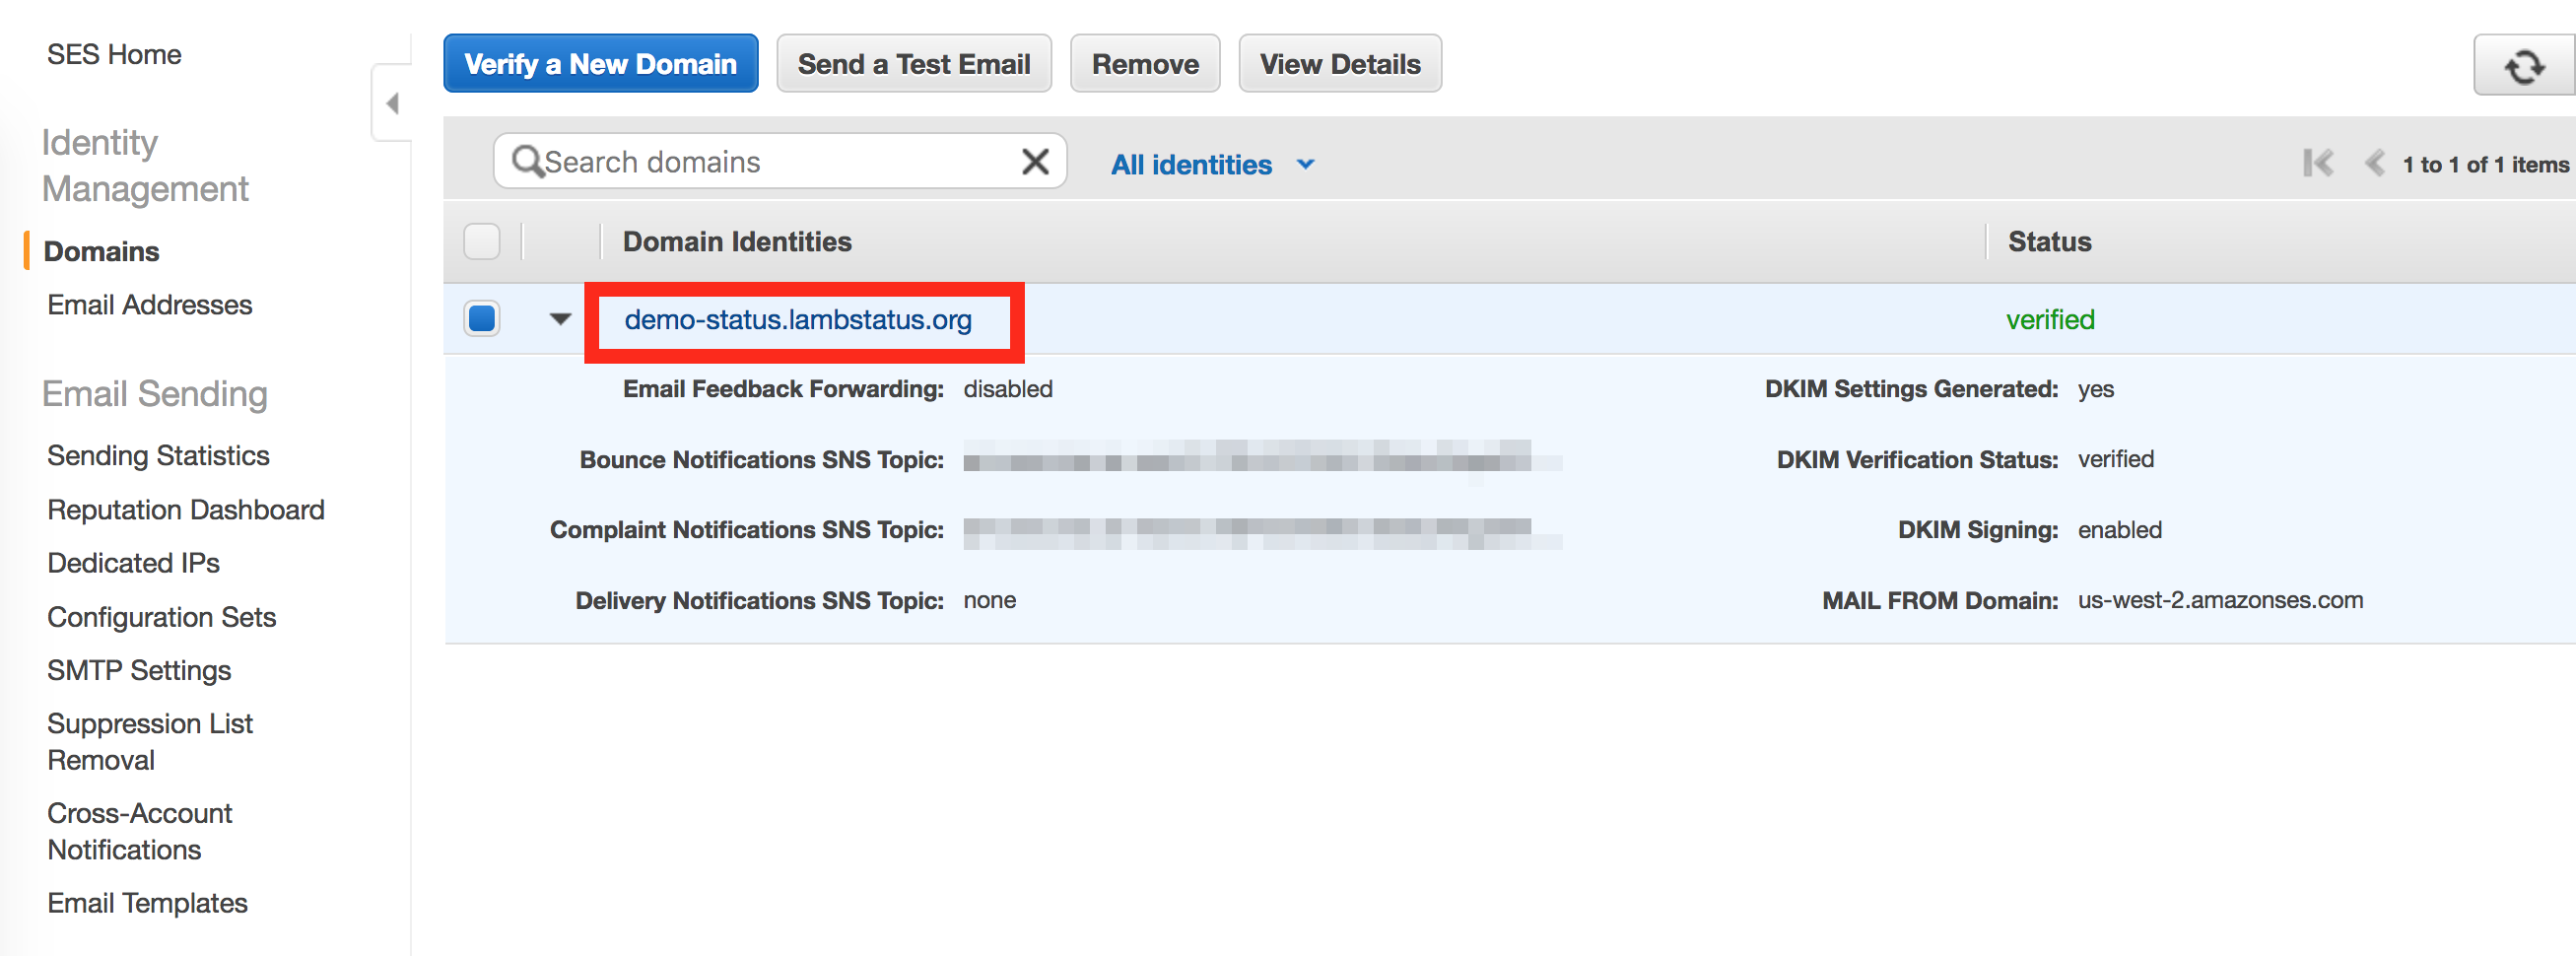 SES Home
Identity
Management
Domains
Email Addresses
Email Sending
Sending Statistics
Reputation Dashboard
Dedicated IPs
Configuration Sets
SMTP Settings
Suppression List
Removal
Cross-Account
Notifications
Email Templates
Verify a New Domain
Send a Test Email
Remove
View Details
Search domains
All identities
1 to 1 of 1 items
Domain Identities
Status
demo-status.lambstatus.org
verified
Email Feedback Forwarding: disabled
DKIM Settings Generated: yes
Bounce Notifications SNS Topic:
DKIM Verification Status: verified
Complaint Notifications SNS Topic:
DKIM Signing: enabled
Delivery Notifications SNS Topic: none
MAIL FROM Domain: us-west-2.amazonses.com